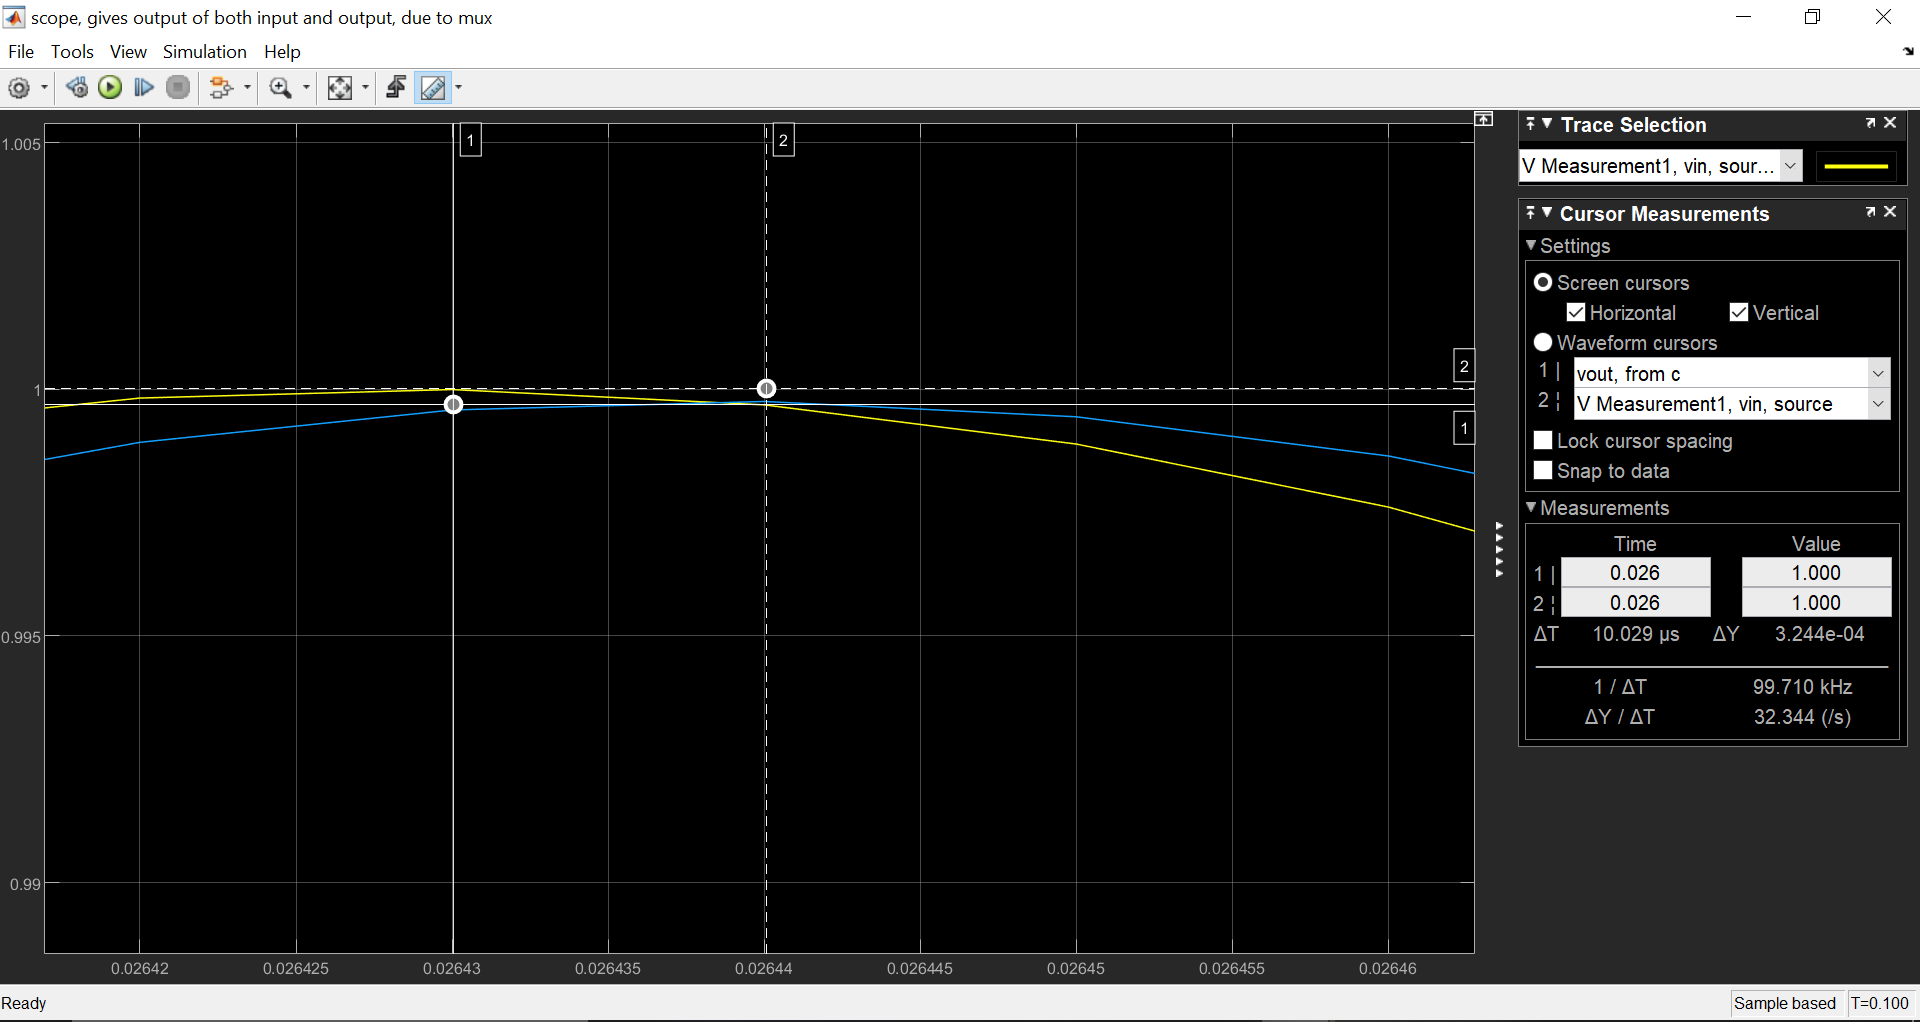 scope, gives output of both input and output, due to mux
File Tools View Simulation Help
1 2
1.005
1
0.995
0.99
2
1
0.02642 0.026425 0.02643 0.026435 0.02644 0.026445 0.02645 0.026455 0.02646
Trace Selection
V Measurement1, vin, sour...
Cursor Measurements
Settings
Screen cursors
Horizontal Vertical
Waveform cursors
1 | vout, from c
2 ¦ V Measurement1, vin, source
Lock cursor spacing
Snap to data
Measurements
Time Value
1 | 0.026 1.000
2 ¦ 0.026 1.000
ΔT 10.029 µs ΔY 3.244e-04
1 / ΔT 99.710 kHz
ΔY / ΔT 32.344 (/s)
Ready Sample based T=0.100